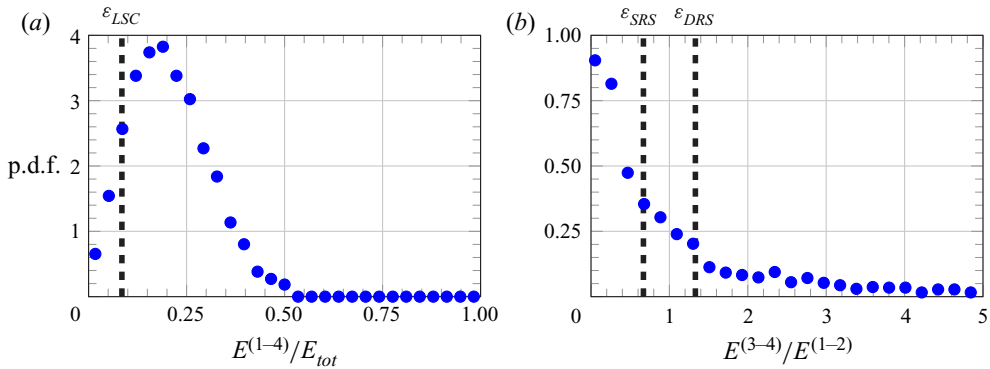 (a)
ε_LSC
4
3
2
1
0
p.d.f.
0.25
0.50
0.75
1.00
E^(1–4)/E_tot
(b)
ε_SRS ε_DRS
1.00
0.75
0.50
0.25
0
1
2
3
4
5
E^(3–4)/E^(1–2)